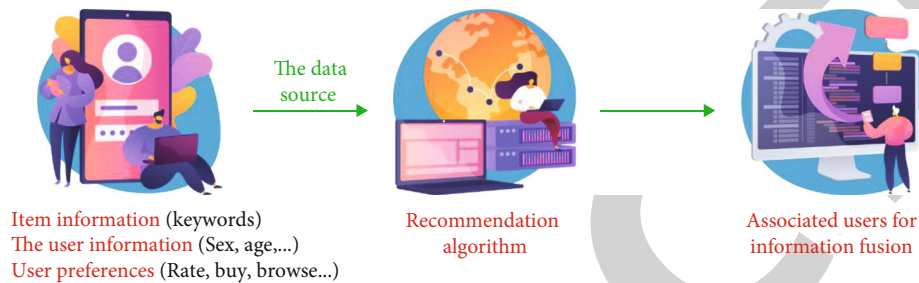 The data
source
Item information (keywords)
The user information (Sex, age,...)
User preferences (Rate, buy, browse...)
Recommendation
algorithm
Associated users for
information fusion